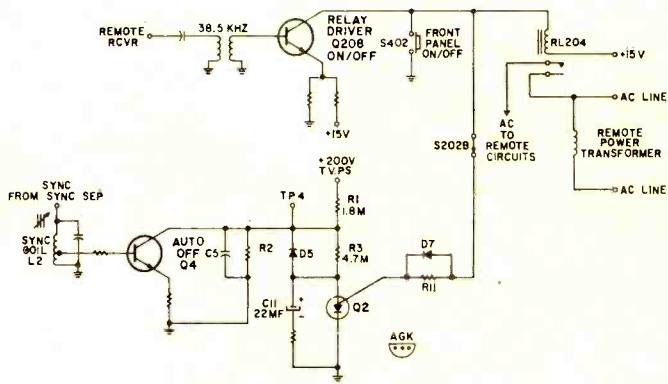 REMOTE
RCVR
38.5 KHZ
RELAY
DRIVER
Q208
ON/OFF
S402
FRONT
PANEL
ON/OFF
RL204
+15V
AC LINE
REMOTE
POWER
TRANSFORMER
AC LINE
AC
TO
REMOTE
CIRCUITS
S202B
+15V
+200V
TV.PS
R1
1.8M
SYNC
FROM SYNC SEP
SYNC
COIL
L2
AUTO
OFF
Q4
C5
R2
TP4
D5
R3
4.7M
C11
22MF
+
−
Q2
D7
R11
AGK